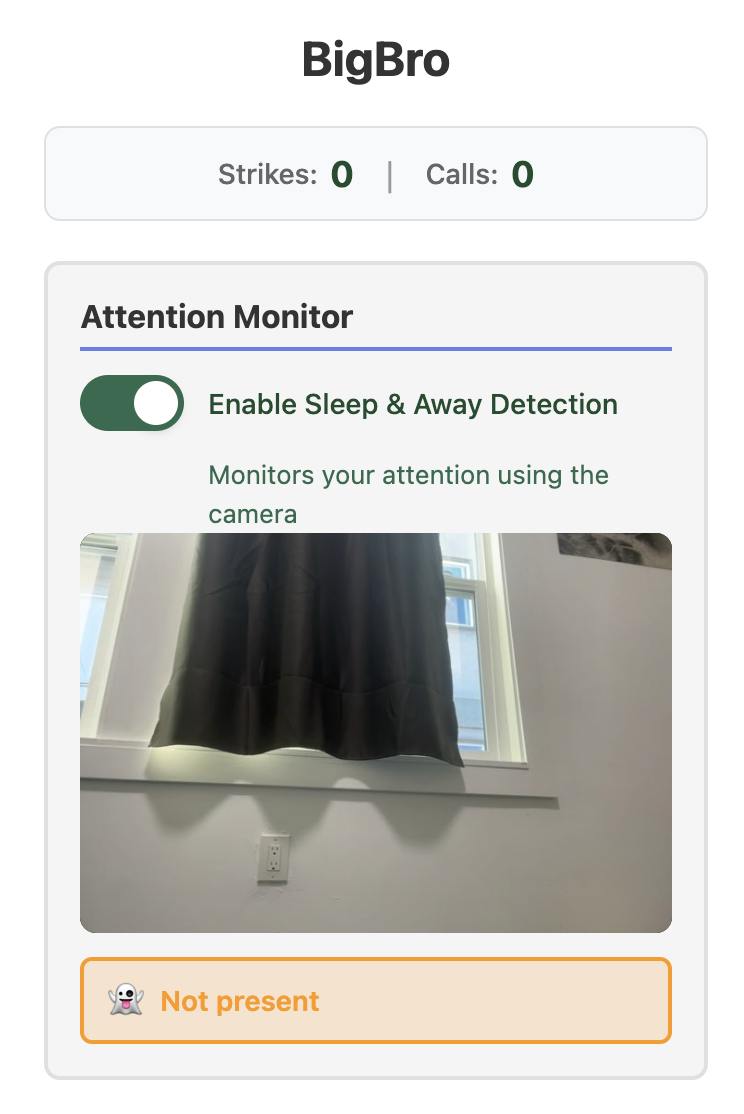 BigBro
Strikes: 0 | Calls: 0
Attention Monitor
Enable Sleep & Away Detection
Monitors your attention using the
camera
👻 Not present